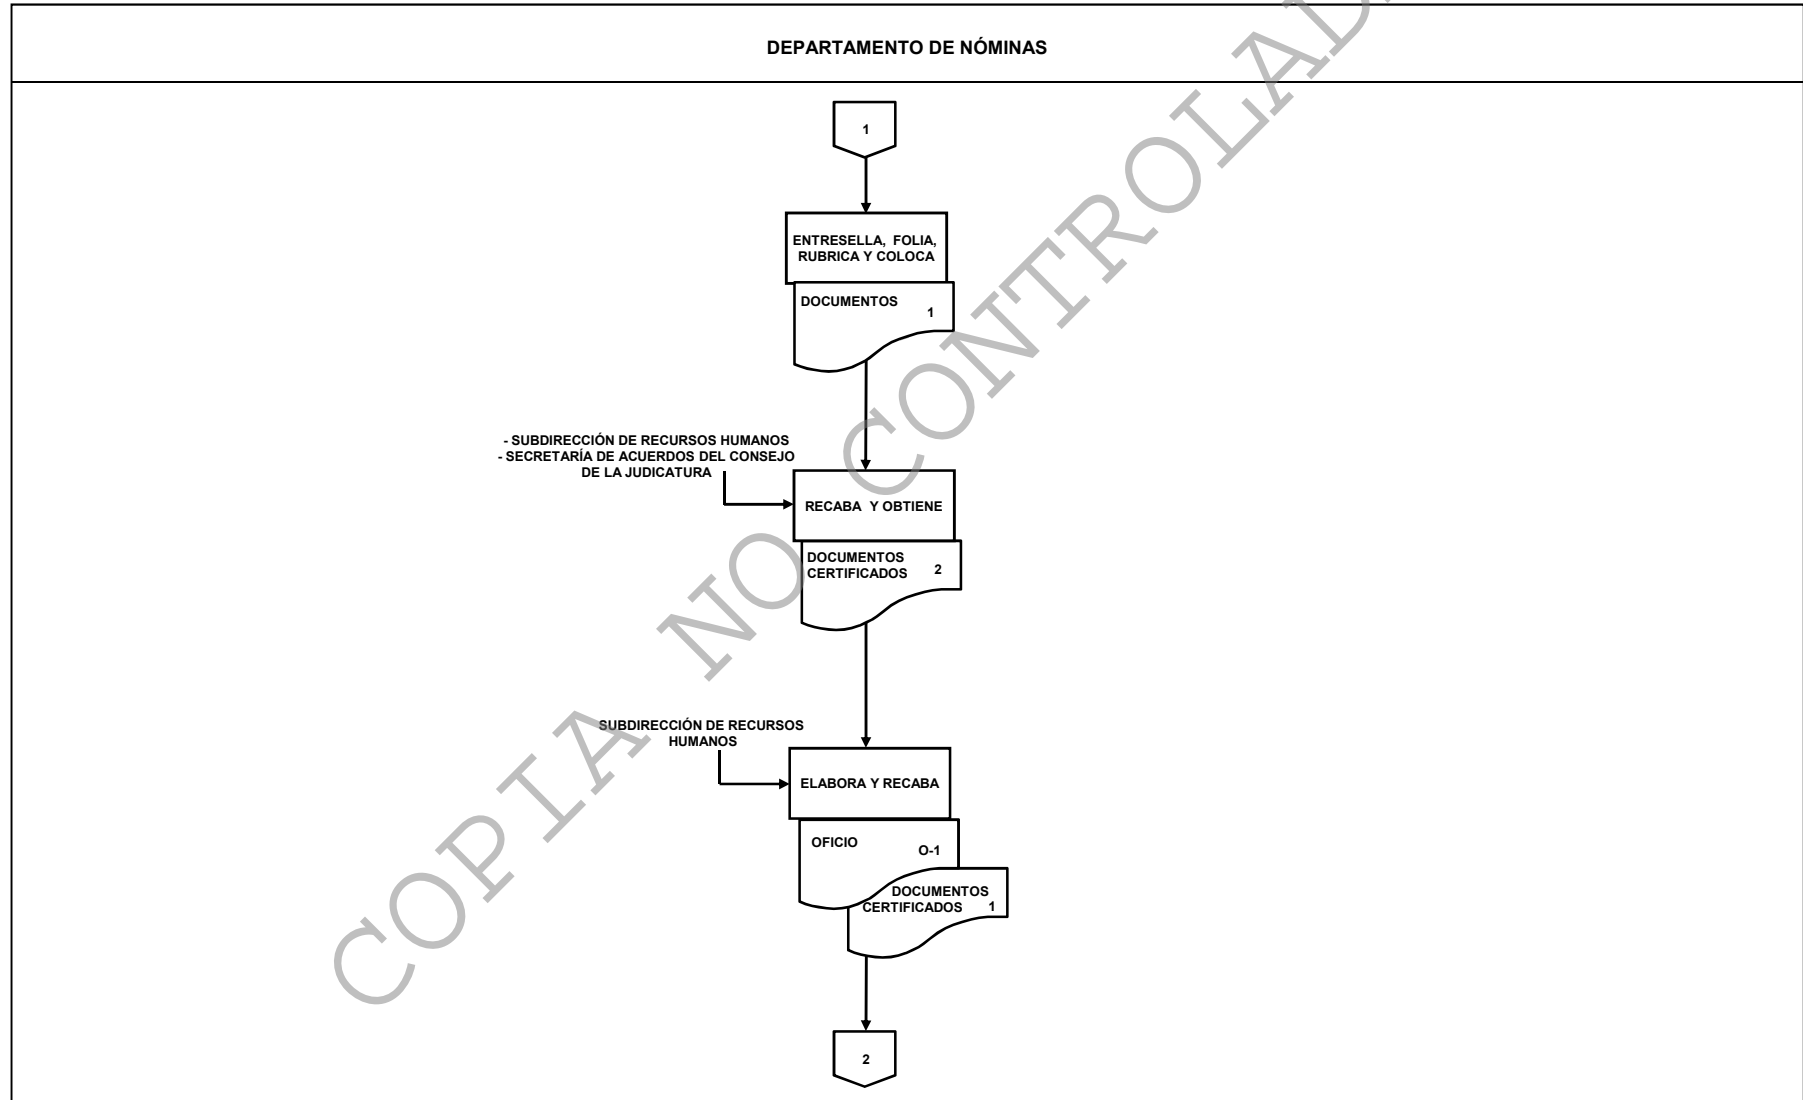 DEPARTAMENTO DE NÓMINAS
1
ENTRESELLA, FOLIA,
RUBRICA Y COLOCA
DOCUMENTOS
1
- SUBDIRECCIÓN DE RECURSOS HUMANOS
- SECRETARÍA DE ACUERDOS DEL CONSEJO
DE LA JUDICATURA
RECABA Y OBTIENE
DOCUMENTOS
CERTIFICADOS 2
SUBDIRECCIÓN DE RECURSOS
HUMANOS
ELABORA Y RECABA
OFICIO
O-1
DOCUMENTOS
CERTIFICADOS 1
2
COPIA NO CONTROLAD